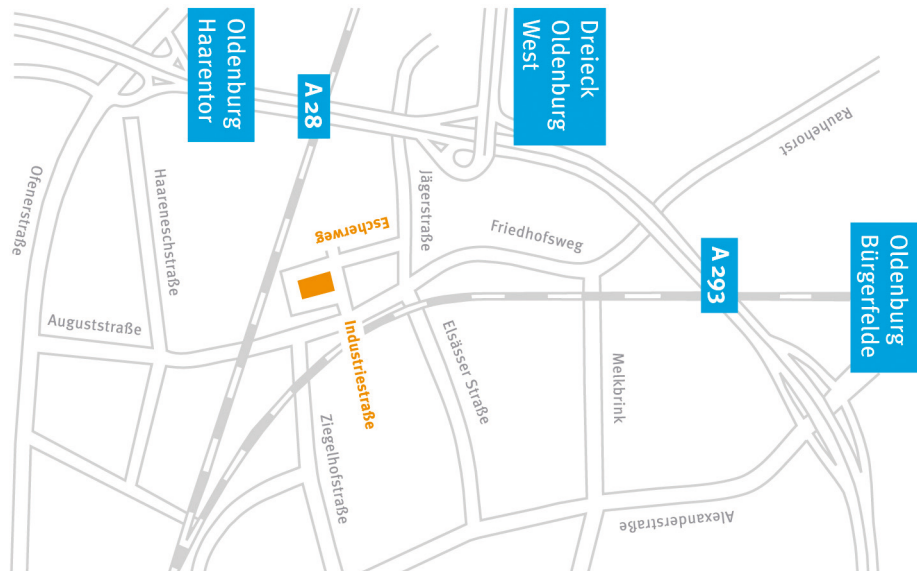 Oldenburg
Haarentor
A 28
Dreieck
Oldenburg
West
Rauhehorst
Oldenburg
Bürgerfelde
A 293
Ofenerstraße
Haareneschstraße
Escherweg
Jägerstraße
Friedhofsweg
Auguststraße
Industriestraße
Elsässer Straße
Melkbrink
Ziegelhofstraße
Alexanderstraße